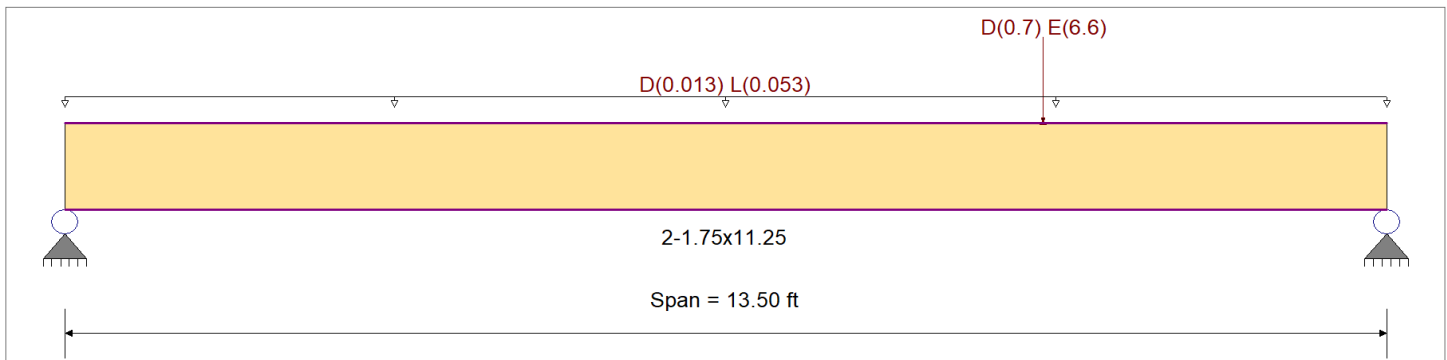 D(0.7) E(6.6)
D(0.013) L(0.053)
2-1.75x11.25
Span = 13.50 ft